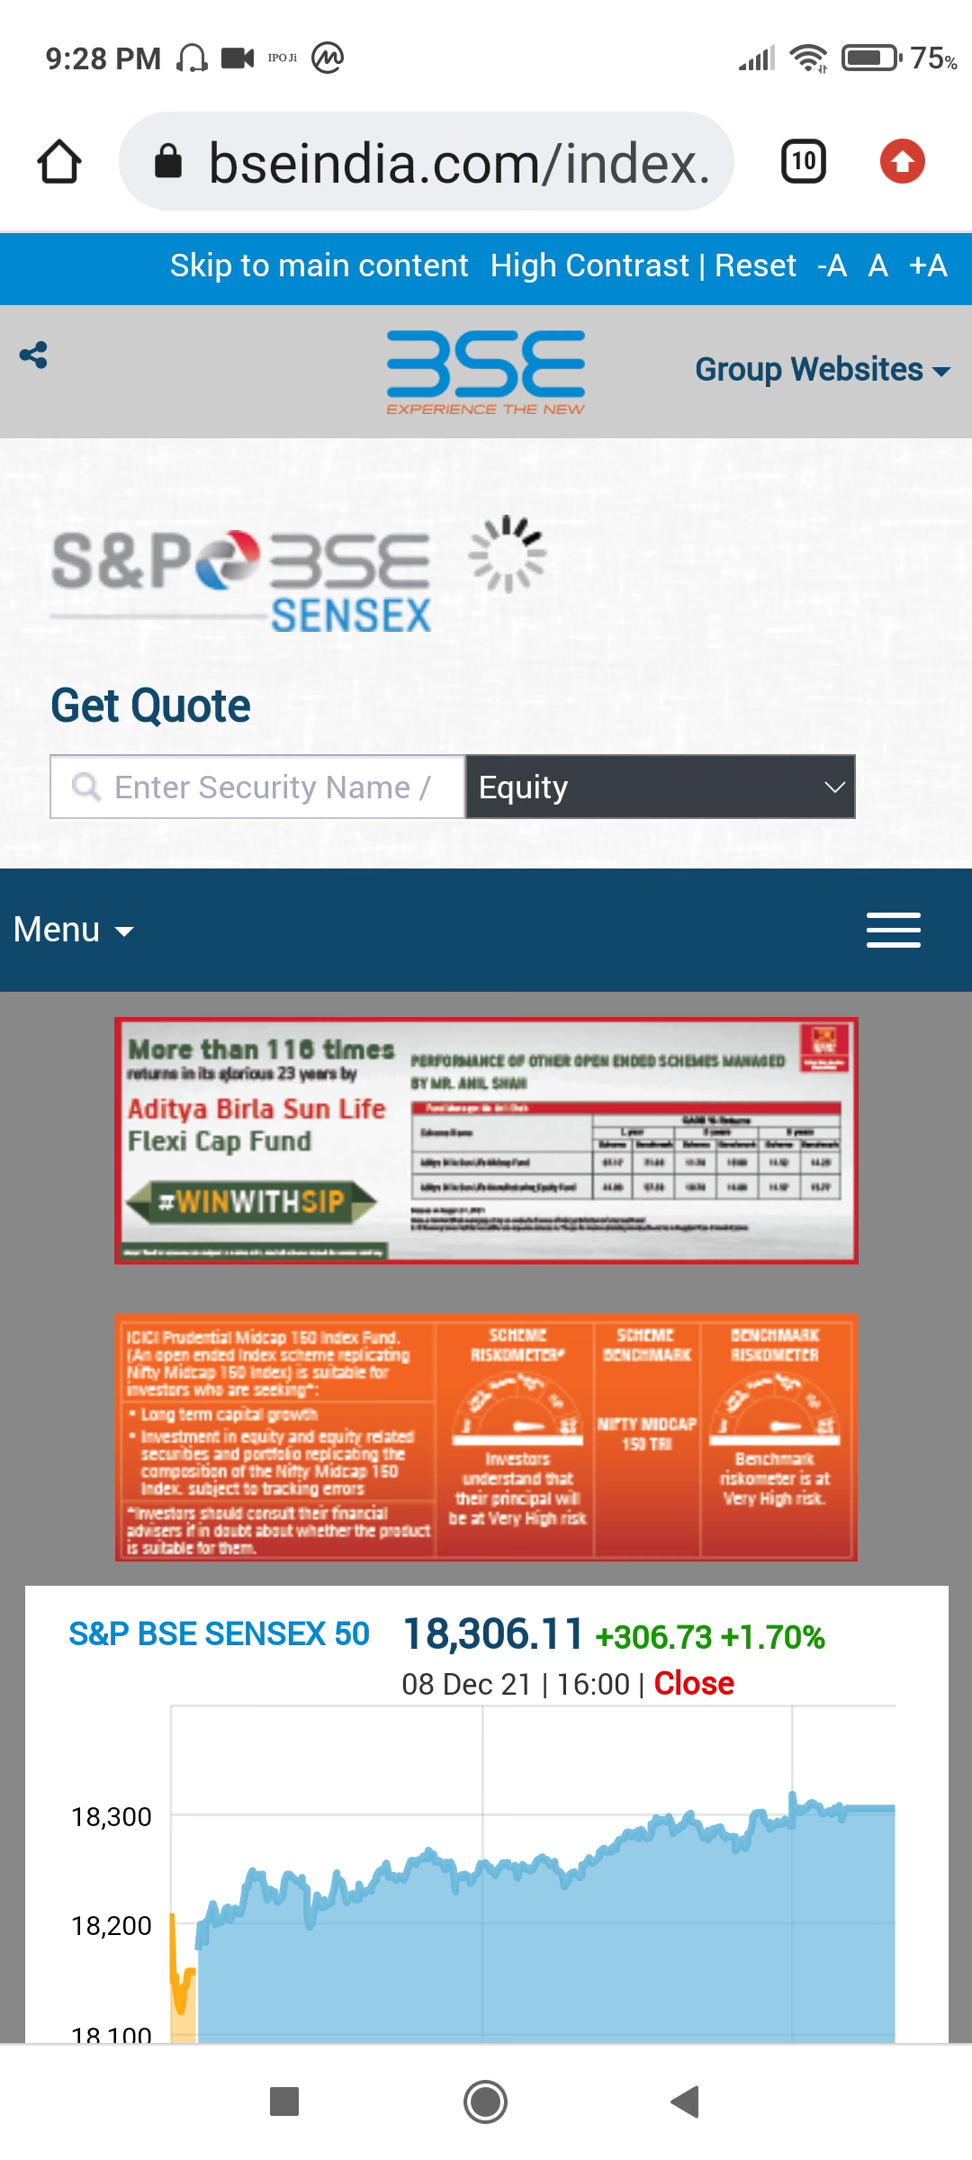 9:28 PM IPO Ji 75%
bseindia.com/index.
10
Skip to main content High Contrast | Reset -A A +A
BSE
EXPERIENCE THE NEW
Group Websites
S&P BSE
SENSEX
Get Quote
Enter Security Name /
Equity
Menu
More than 116 times
returns in its glorious 23 years by
Aditya Birla Sun Life
Flexi Cap Fund
#WINWITHSIP
PERFORMANCE OF OTHER OPEN ENDED SCHEMES MANAGED
BY MR. ANIL SHAH
Scheme Name
ICICI Prudential Midcap 150 Index Fund.
(An open ended Index scheme replicating
Nifty Midcap 150 Index) is suitable for
investors who are seeking*:
• Long term capital growth
• Investment in equity and equity related
securities and portfolio replicating the
composition of the Nifty Midcap 150
Index, subject to tracking errors
*Investors should consult their financial
advisers if in doubt about whether the product
is suitable for them.
SCHEME
RISKOMETER#
Investors
understand that
their principal will
be at Very High risk
SCHEME
BENCHMARK
NIFTY MIDCAP
150 TRI
BENCHMARK
RISKOMETER
Benchmark
riskometer is at
Very High risk.
S&P BSE SENSEX 50 18,306.11 +306.73 +1.70%
08 Dec 21 | 16:00 | Close
18,300
18,200
18,100